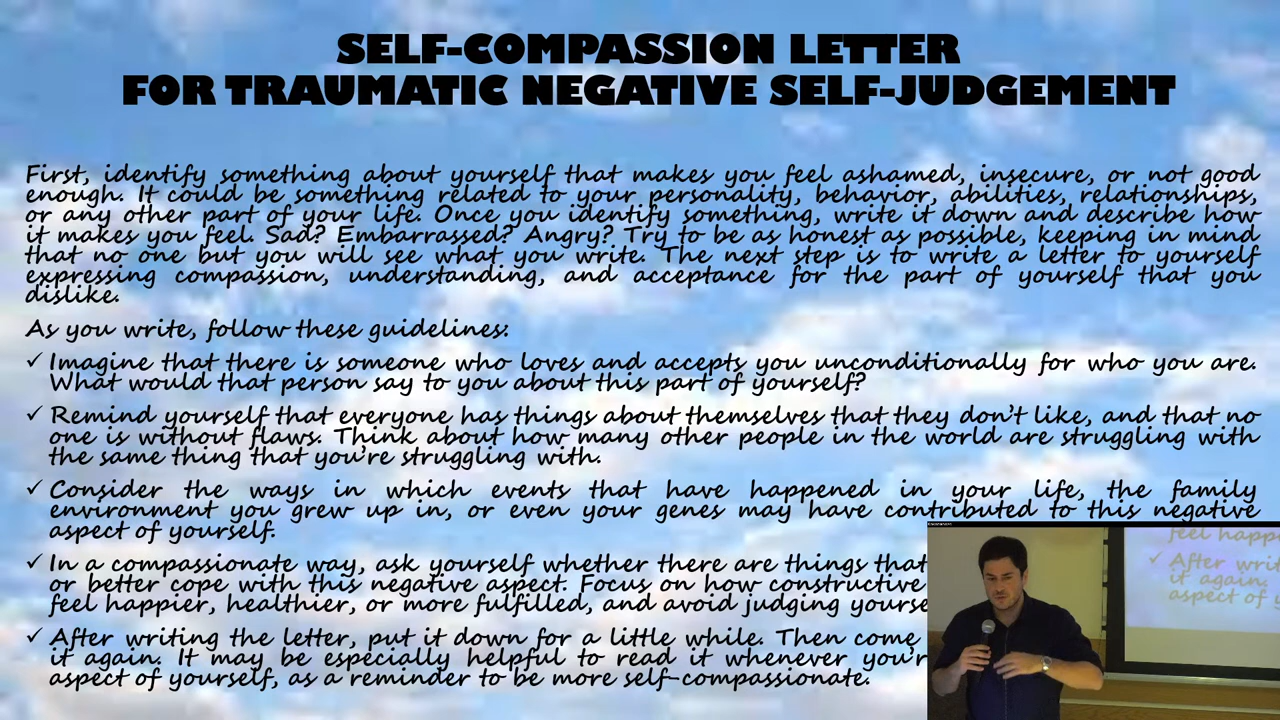 SELF-COMPASSION LETTER
FOR TRAUMATIC NEGATIVE SELF-JUDGEMENT
First, identify something about yourself that makes you feel ashamed, insecure, or not good
enough. It could be something related to your personality, behavior, abilities, relationships,
or any other part of your life. Once you identify something, write it down and describe how
it makes you feel. Sad? Embarrassed? Angry? Try to be as honest as possible, keeping in mind
that no one but you will see what you write. The next step is to write a letter to yourself
expressing compassion, understanding, and acceptance for the part of yourself that you
dislike.
As you write, follow these guidelines:
✓ Imagine that there is someone who loves and accepts you unconditionally for who you are.
What would that person say to you about this part of yourself?
✓ Remind yourself that everyone has things about themselves that they don't like, and that no
one is without flaws. Think about how many other people in the world are struggling with
the same thing that you're struggling with.
✓ Consider the ways in which events that have happened in your life, the family
environment you grew up in, or even your genes may have contributed to this negative
aspect of yourself.
✓ In a compassionate way, ask yourself whether there are things that
or better cope with this negative aspect. Focus on how constructive
feel happier, healthier, or more fulfilled, and avoid judging yourse
✓ After writing the letter, put it down for a little while. Then come
it again. It may be especially helpful to read it whenever you'r
aspect of yourself, as a reminder to be more self-compassionate.
feel happ
✓ After writ
it again.
aspect of